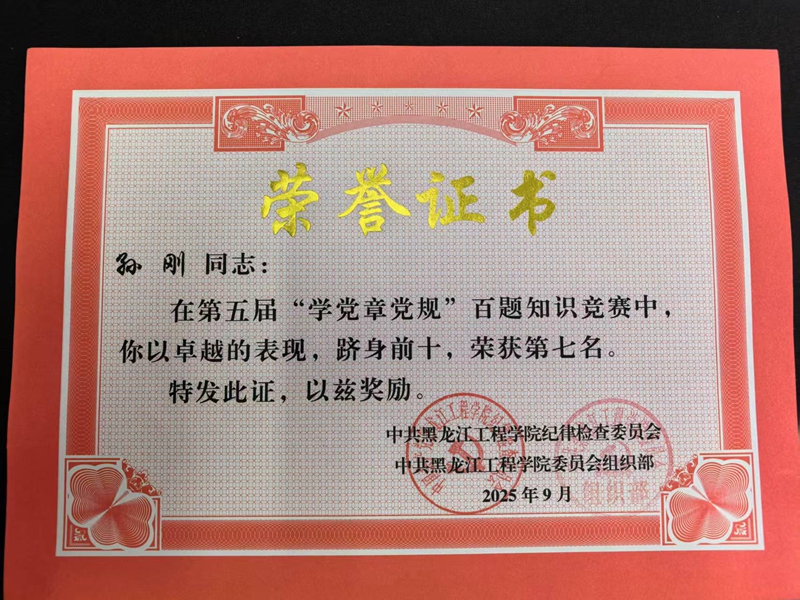 荣誉证书
孙 刚 同志：
在第五届“学党章党规”百题知识竞赛中，
你以卓越的表现，跻身前十，荣获第七名。
特发此证，以兹奖励。
中共黑龙江工程学院纪律检查委员会
中共黑龙江工程学院委员会组织部
2025年9月
组织部